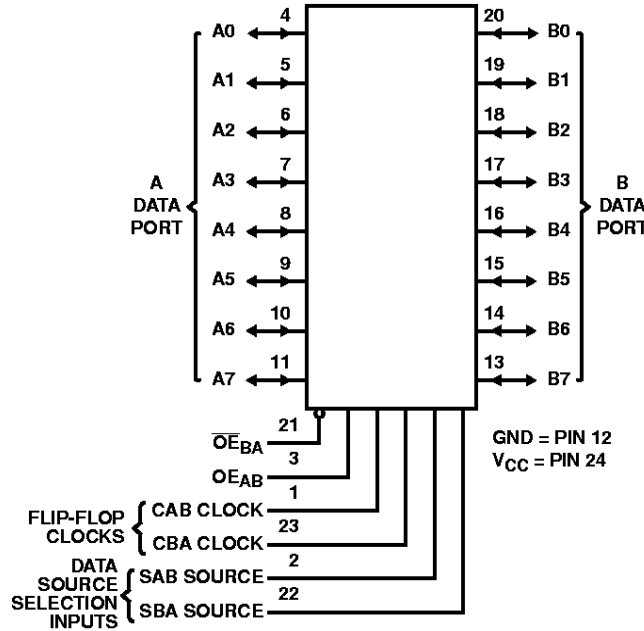 A0 4 20 B0
A1 5 19 B1
A2 6 18 B2
A3 7 17 B3
A DATA PORT
B DATA PORT
A4 8 16 B4
A5 9 15 B5
A6 10 14 B6
A7 11 13 B7
OE̅BA 21
GND = PIN 12
OEAB 3
VCC = PIN 24
FLIP-FLOP CLOCKS
CAB CLOCK 1
CBA CLOCK 23
DATA SOURCE SELECTION INPUTS
SAB SOURCE 2
SBA SOURCE 22